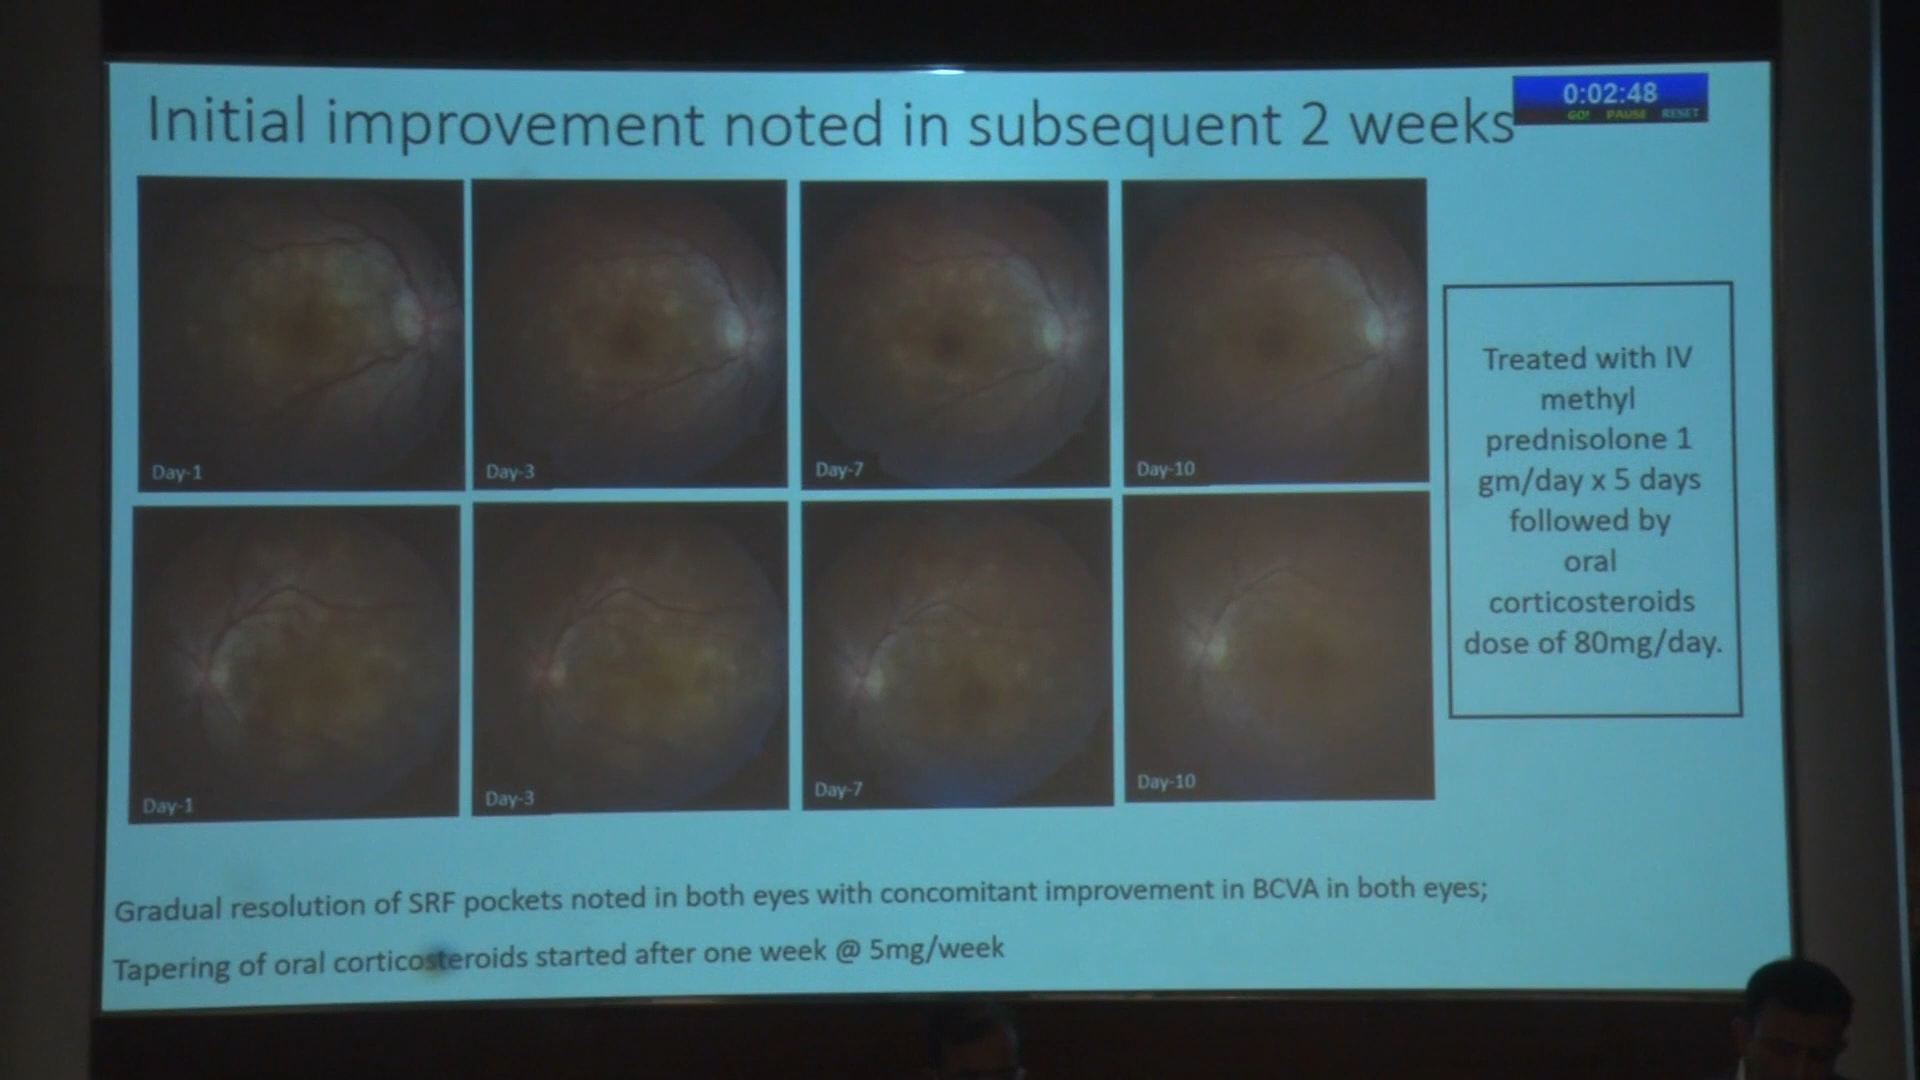 Initial improvement noted in subsequent 2 weeks
0:02:48
GO! PAUSE RESET
Day-1
Day-3
Day-7
Day-10
Day-1
Day-3
Day-7
Day-10
Treated with IV
methyl
prednisolone 1
gm/day x 5 days
followed by
oral
corticosteroids
dose of 80mg/day.
Gradual resolution of SRF pockets noted in both eyes with concomitant improvement in BCVA in both eyes;
Tapering of oral corticosteroids started after one week @ 5mg/week